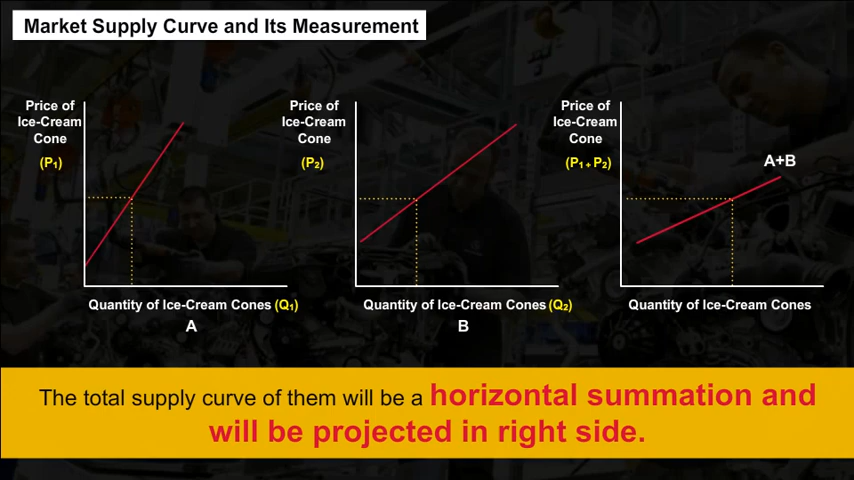 Market Supply Curve and Its Measurement
Price of
Ice-Cream
Cone
(P₁)
Quantity of Ice-Cream Cones (Q₁)
A
Price of
Ice-Cream
Cone
(P₂)
Quantity of Ice-Cream Cones (Q₂)
B
Price of
Ice-Cream
Cone
(P₁ + P₂)
A+B
Quantity of Ice-Cream Cones
The total supply curve of them will be a horizontal summation and
will be projected in right side.